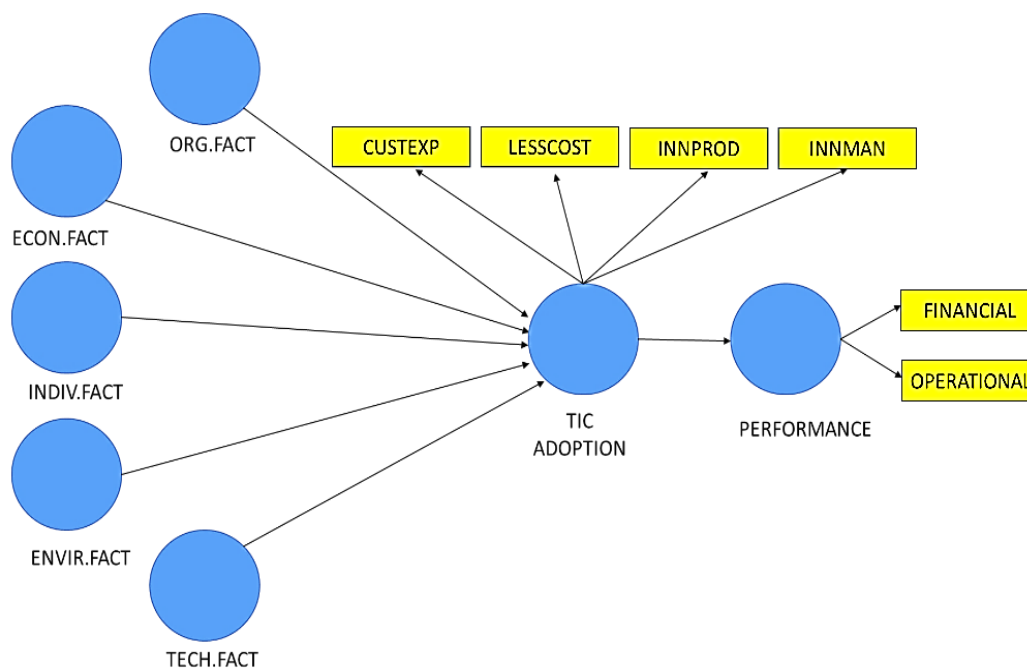 ORG.FACT
CUSTEXP
LESSCOST
INNPROD
INNMAN
ECON.FACT
INDIV.FACT
FINANCIAL
OPERATIONAL
TIC
ADOPTION
PERFORMANCE
ENVIR.FACT
TECH.FACT